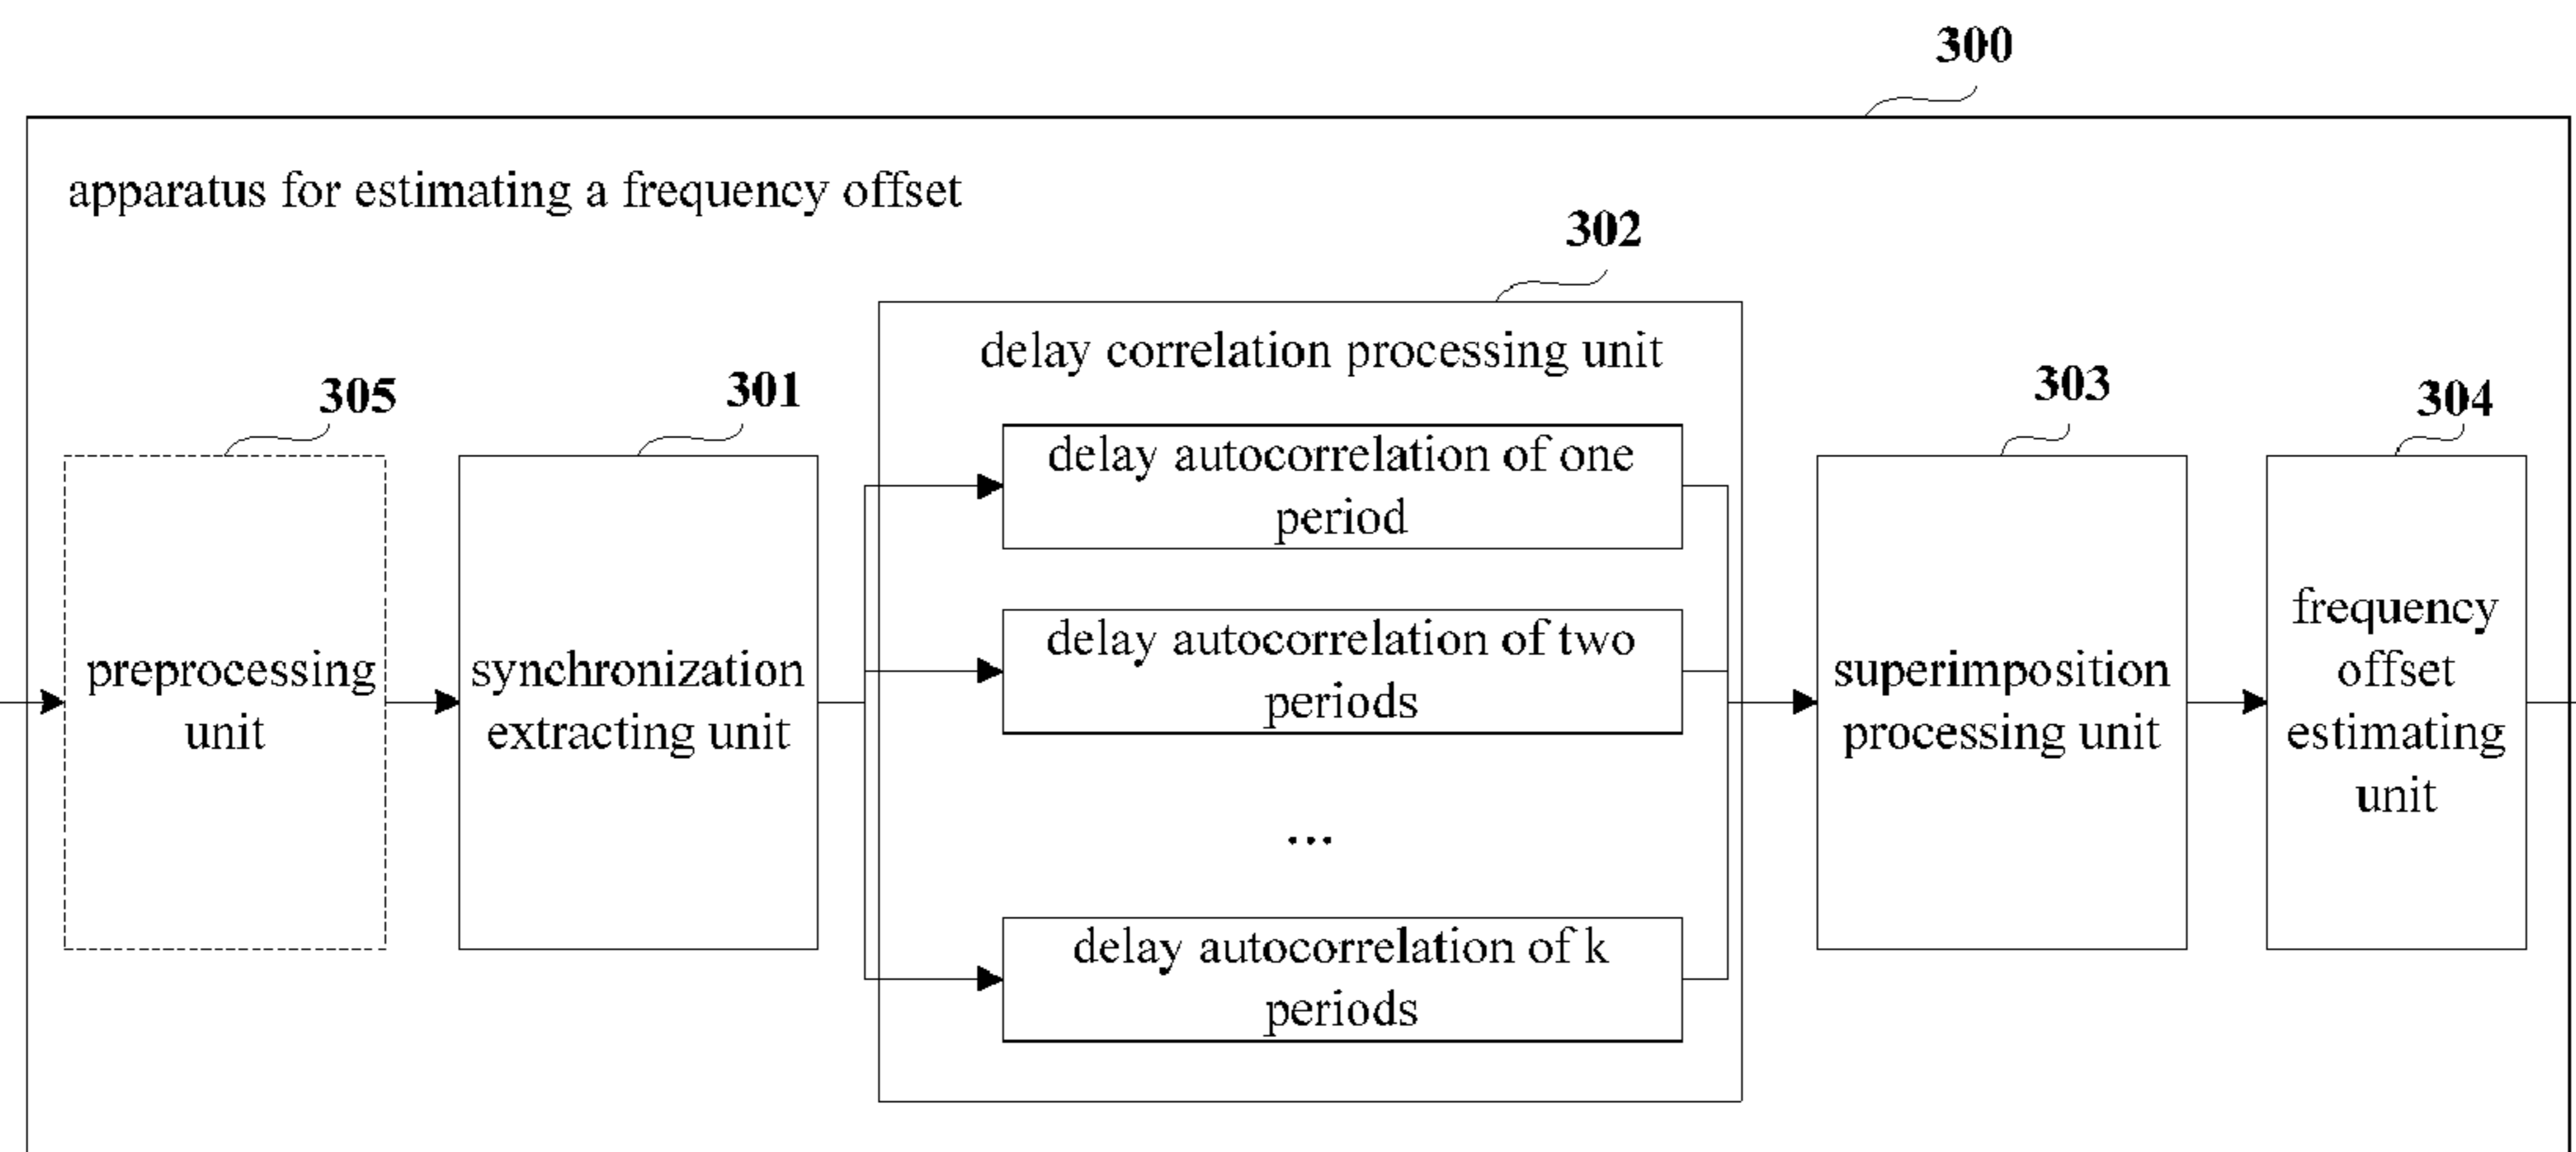 300
apparatus for estimating a frequency offset
302
delay correlation processing unit
305
301
303
304
delay autocorrelation of one
period
delay autocorrelation of two
periods
...
delay autocorrelation of k
periods
preprocessing
unit
synchronization
extracting unit
superimposition
processing unit
frequency
offset
estimating
unit